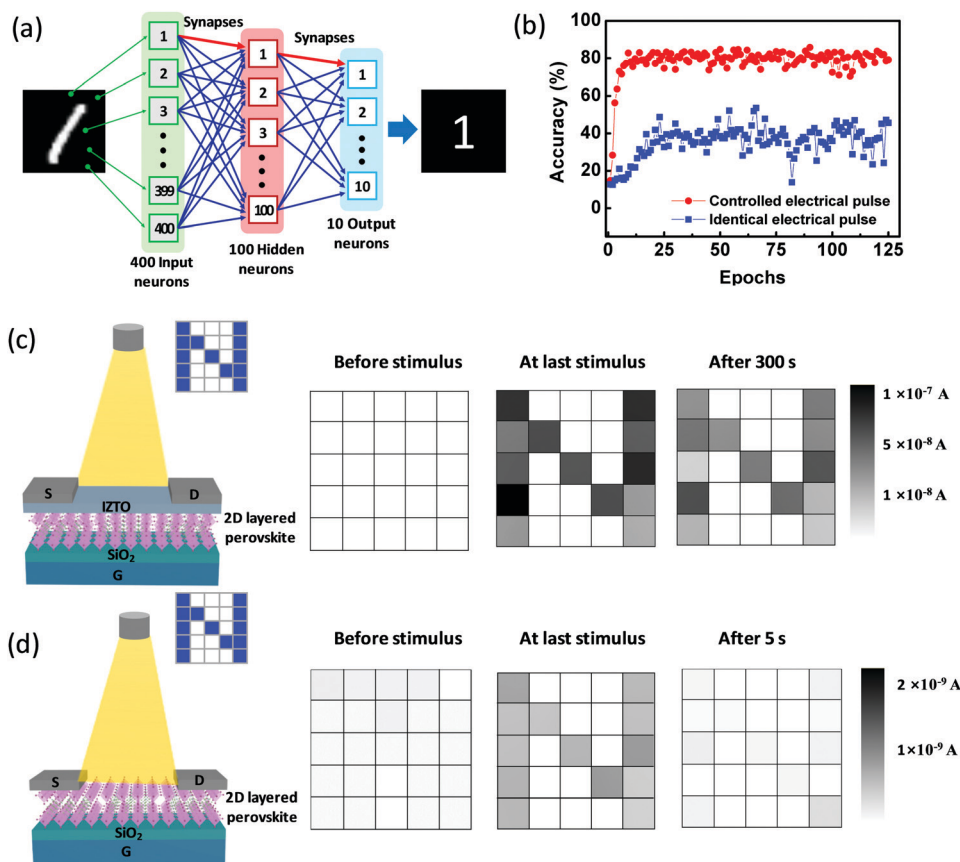 (a)
Synapses
Synapses
1
2
3
399
400
1
2
3
100
1
2
10
1
400 Input
neurons
100 Hidden
neurons
10 Output
neurons
(b)
Accuracy (%)
100
80
60
40
20
0
Controlled electrical pulse
Identical electrical pulse
0 25 50 75 100 125
Epochs
(c)
S
D
IZTO
2D layered
perovskite
SiO₂
G
Before stimulus
At last stimulus
After 300 s
1 ×10⁻⁷ A
5 ×10⁻⁸ A
1 ×10⁻⁸ A
(d)
S
D
2D layered
perovskite
SiO₂
G
Before stimulus
At last stimulus
After 5 s
2 ×10⁻⁹ A
1×10⁻⁹ A